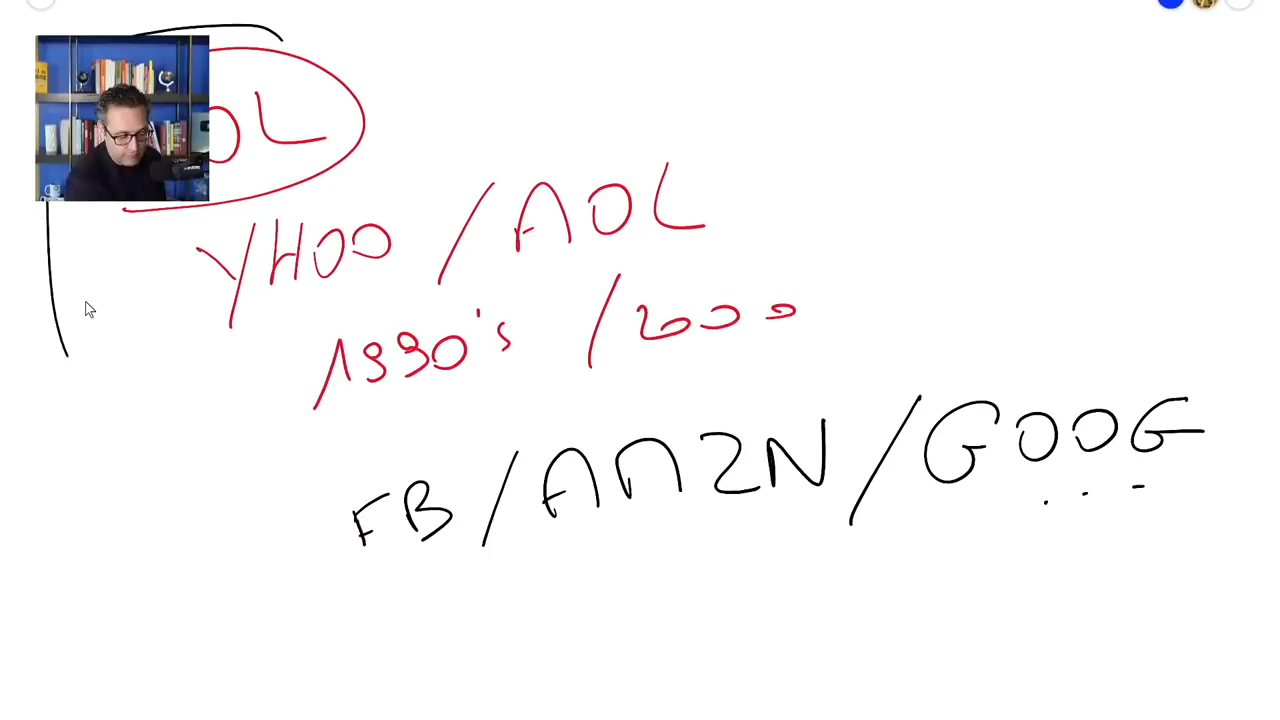 OL
YHOO / AOL
1990's / 2000
FB / AMZN / GOOG ...